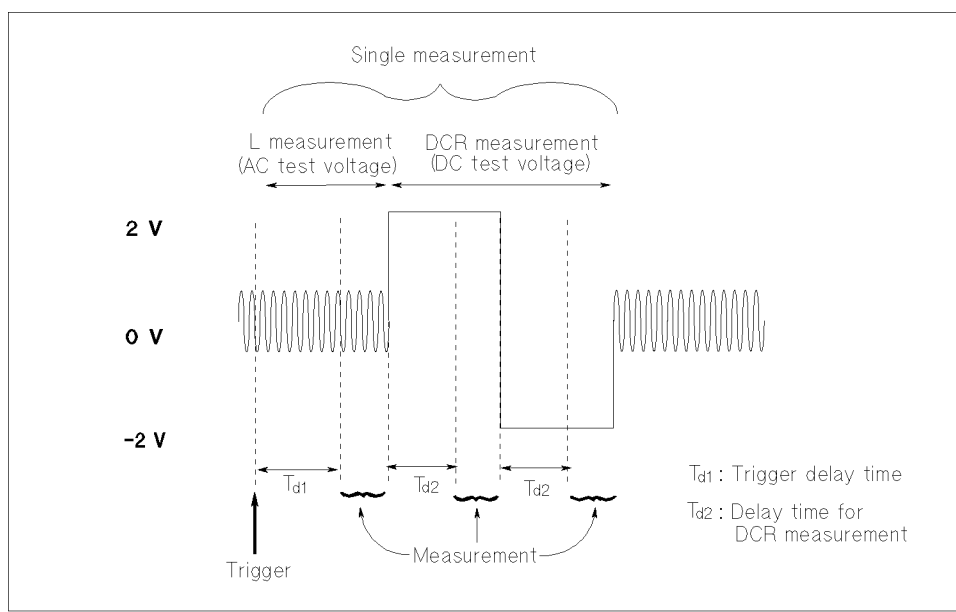 Single measurement
L measurement
(AC test voltage)
DCR measurement
(DC test voltage)
2 V
0 V
-2 V
Td1
Td2
Td2
Td1 : Trigger delay time
Td2 : Delay time for
DCR measurement
Measurement
Trigger